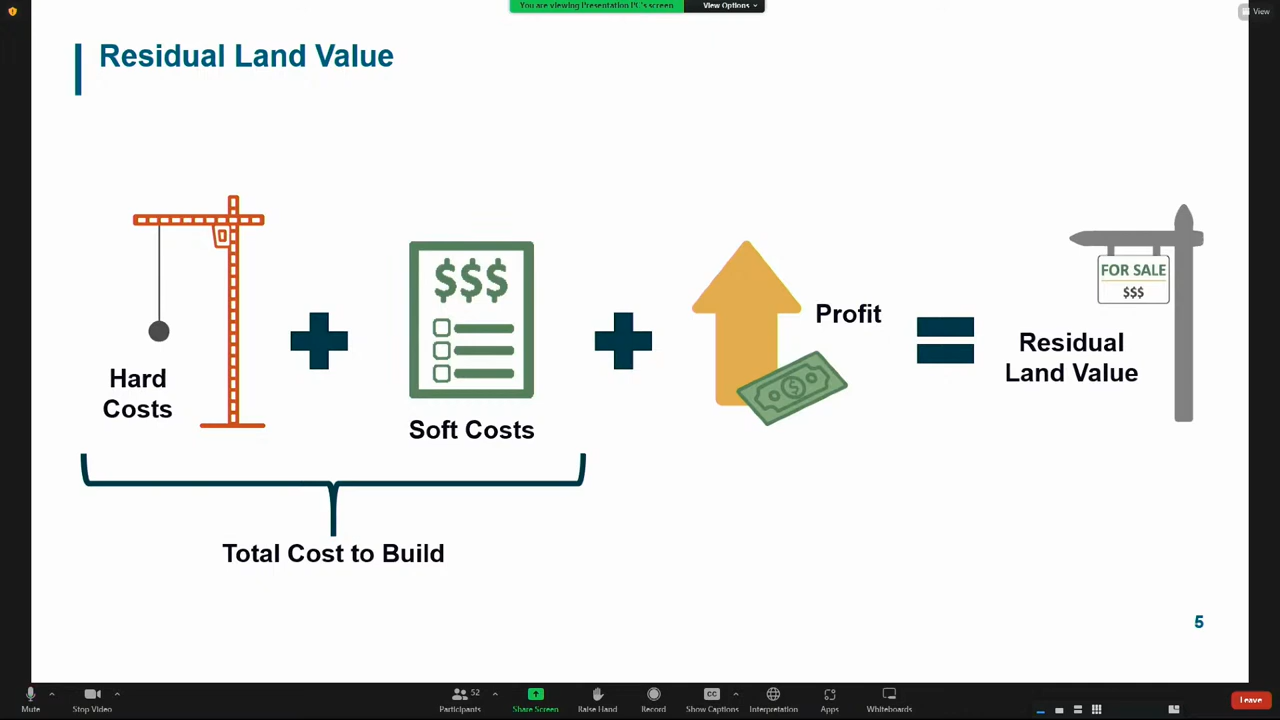 You are viewing Presentation PC's screen
View Options
View
Residual Land Value
$$$
FOR SALE
$$$
Profit
Residual
Land Value
$
Hard
Costs
Soft Costs
Total Cost to Build
5
Mute
Stop Video
52
Participants
Share Screen
Raise Hand
Record
CC
Show Captions
Interpretation
Apps
Whiteboards
Leave